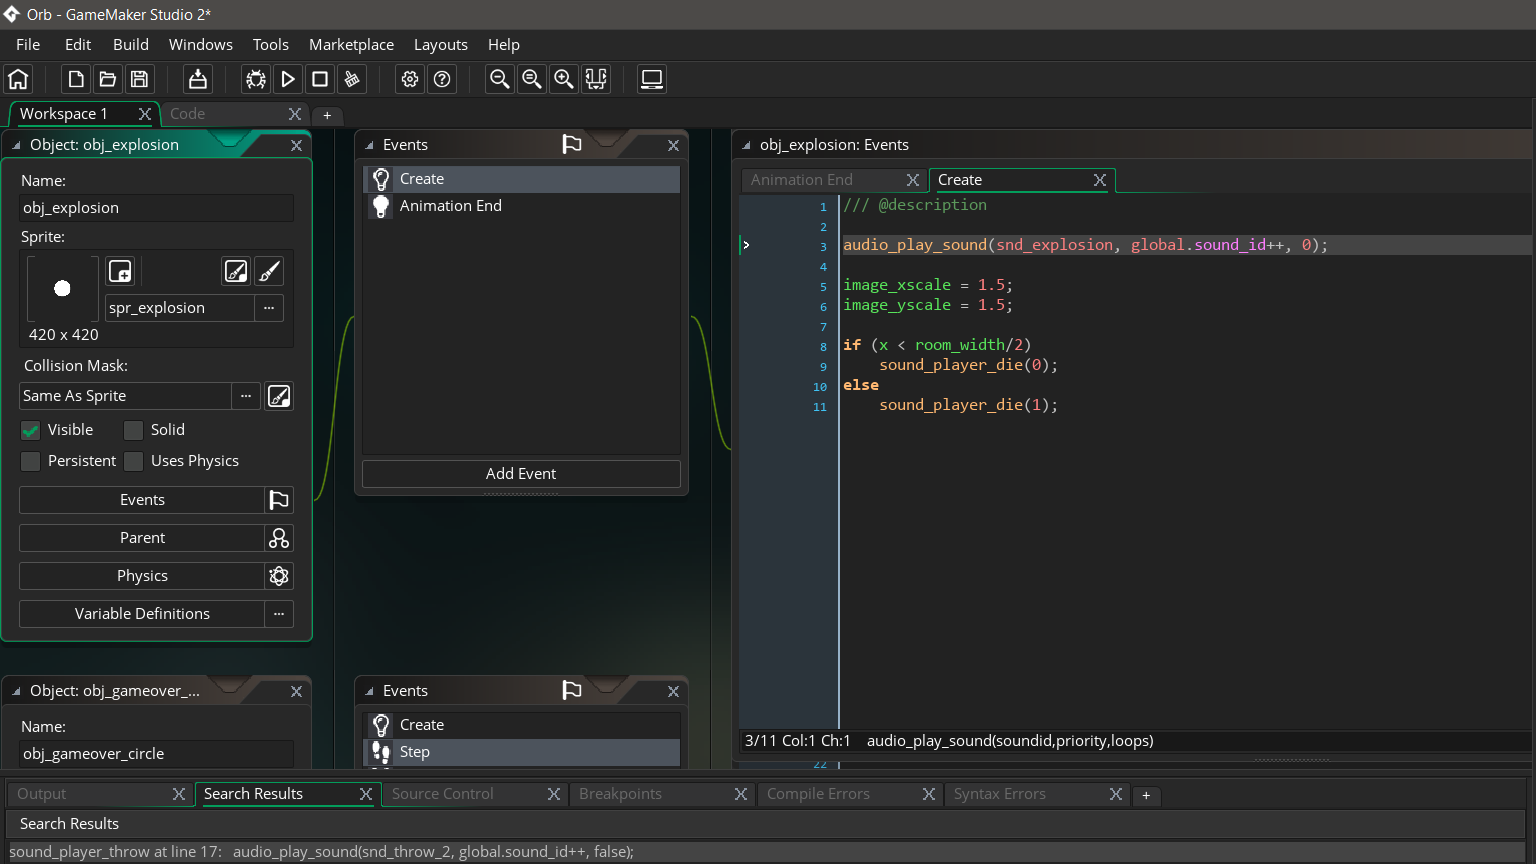 Orb - GameMaker Studio 2*
File Edit Build Windows Tools Marketplace Layouts Help
Workspace 1
Code
+
Object: obj_explosion
Name:
obj_explosion
Sprite:
spr_explosion
...
420 x 420
Collision Mask:
Same As Sprite
...
Visible
Solid
Persistent
Uses Physics
Events
Parent
Physics
Variable Definitions
...
Object: obj_gameover_...
Name:
obj_gameover_circle
Events
Create
Animation End
Add Event
Events
Create
Step
obj_explosion: Events
Animation End
Create
1 /// @description
2
3 audio_play_sound(snd_explosion, global.sound_id++, 0);
4
5 image_xscale = 1.5;
6 image_yscale = 1.5;
7
8 if (x < room_width/2)
9 sound_player_die(0);
10 else
11 sound_player_die(1);
3/11 Col:1 Ch:1 audio_play_sound(soundid,priority,loops)
22
Output
Search Results
Source Control
Breakpoints
Compile Errors
Syntax Errors
+
Search Results
sound_player_throw at line 17: audio_play_sound(snd_throw_2, global.sound_id++, false);